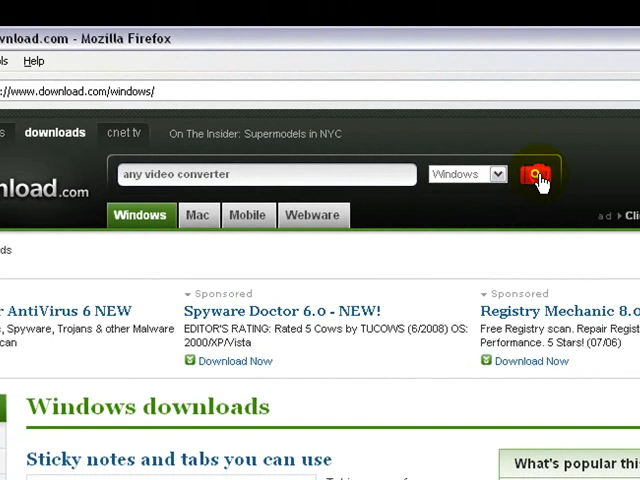 wnload.com - Mozilla Firefox
ls Help
://www.download.com/windows/
s downloads cnet tv On The Insider: Supermodels in NYC
any video converter Windows
nload.com
Windows Mac Mobile Webware
ad Cli
ds
Sponsored Sponsored
r AntiVirus 6 NEW Spyware Doctor 6.0 - NEW! Registry Mechanic 8.0
s, Spyware, Trojans & other Malware EDITOR'S RATING: Rated 5 Cows by TUCOWS (6/2008) OS: Free Registry scan. Repair Regist
can 2000/XP/Vista Performance. 5 Stars! (07/06)
Download Now Download Now
Windows downloads
Sticky notes and tabs you can use What's popular this